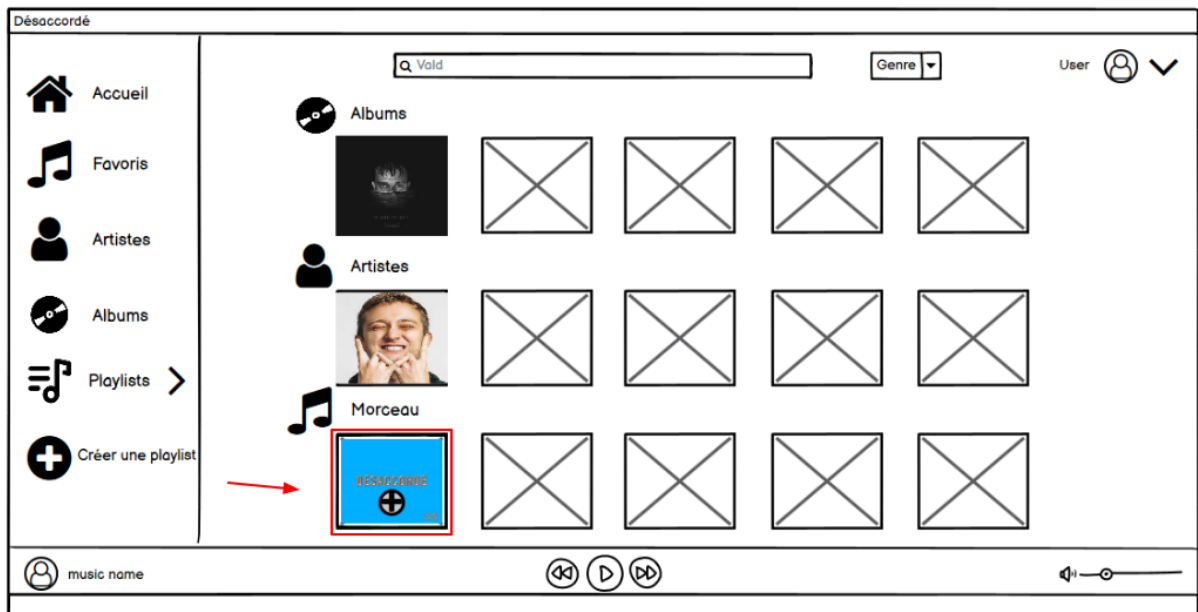 Désaccordé
Vald
Genre
User
Accueil
Favoris
Artistes
Albums
Playlists
Créer une playlist
Albums
Artistes
Morceau
DÉSACCORDÉ
music name